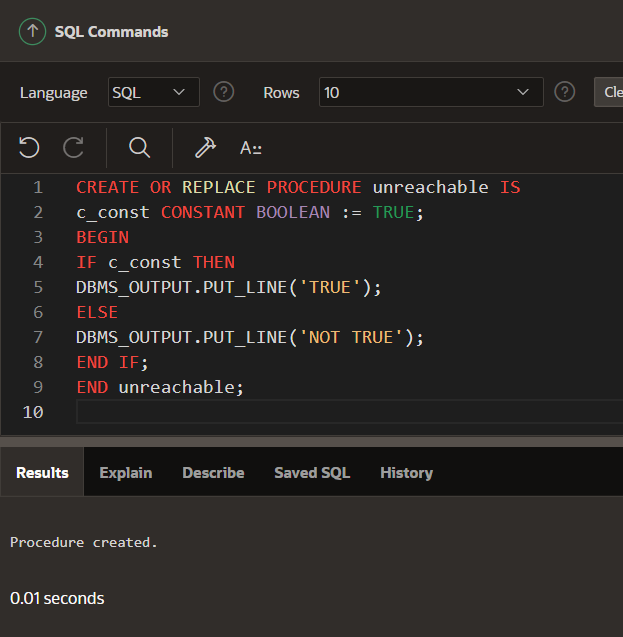 SQL Commands
Language SQL ? Rows 10 ? Cle
A::
1 CREATE OR REPLACE PROCEDURE unreachable IS
2 c_const CONSTANT BOOLEAN := TRUE;
3 BEGIN
4 IF c_const THEN
5 DBMS_OUTPUT.PUT_LINE('TRUE');
6 ELSE
7 DBMS_OUTPUT.PUT_LINE('NOT TRUE');
8 END IF;
9 END unreachable;
10
Results Explain Describe Saved SQL History
Procedure created.
0.01 seconds